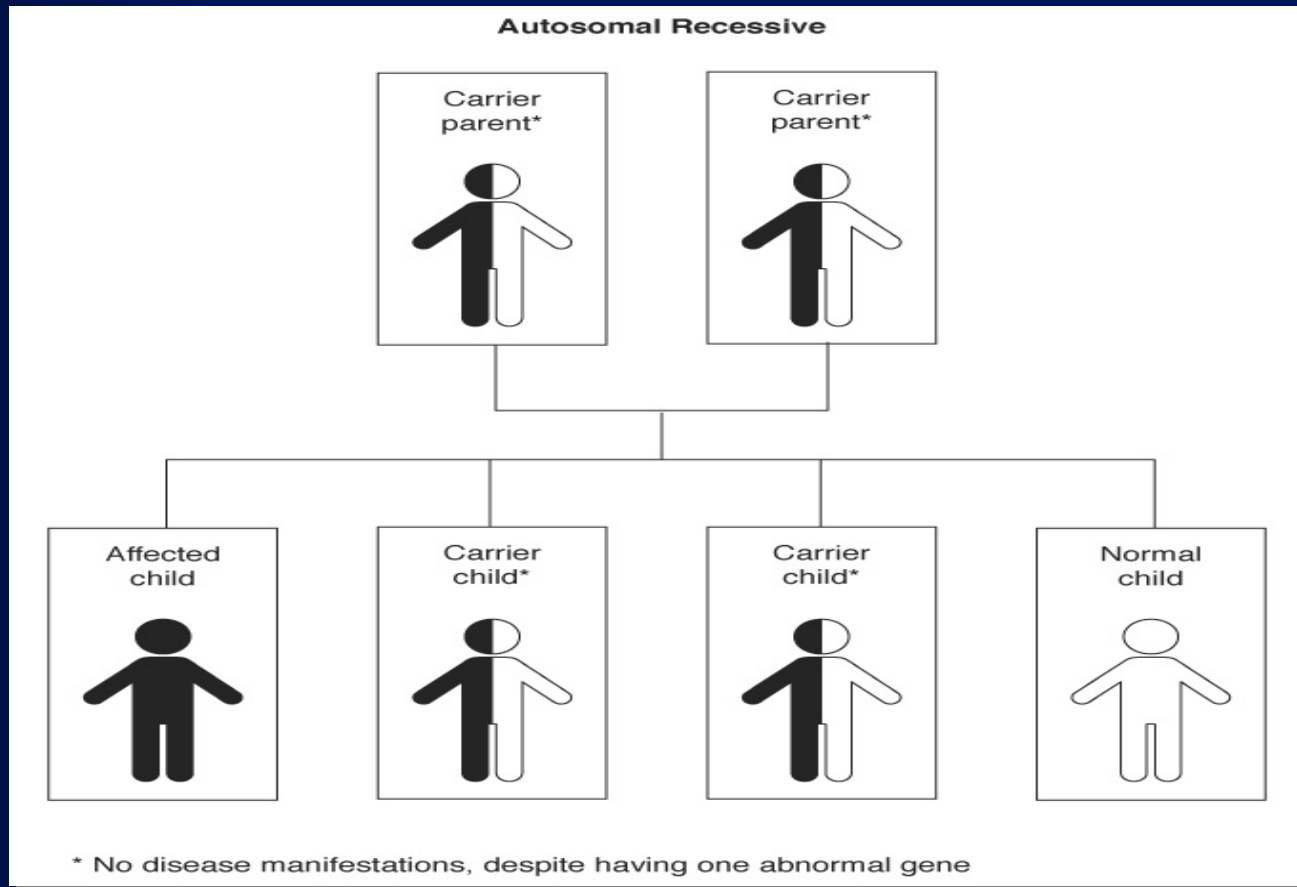 Autosomal Recessive
Carrier
parent*
Carrier
parent*
Affected
child
Carrier
child*
Carrier
child*
Normal
child
* No disease manifestations, despite having one abnormal gene